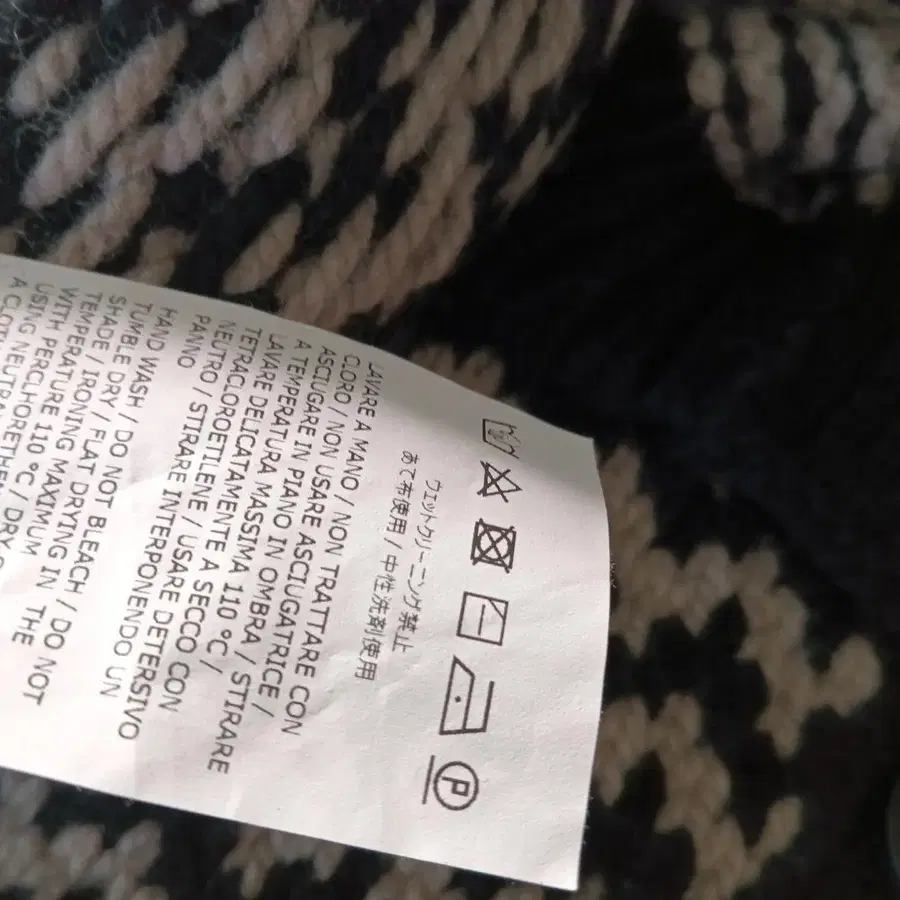 ウェットクリーニング禁止
あて布使用 / 中性洗剤使用
LAVARE A MANO / NON TRATTARE CON
CLORO / NON USARE ASCIUGATRICE /
ASCIUGARE IN PIANO IN OMBRA / STIRARE
A TEMPERATURA MASSIMA 110 °C /
LAVARE DELICATAMENTE A SECCO CON
TETRACLOROETILENE / USARE DETERSIVO
NEUTRO / STIRARE INTERPONENDO UN
PANNO
HAND WASH / DO NOT BLEACH / DO NOT
TUMBLE DRY / FLAT DRYING IN THE
SHADE / IRONING MAXIMUM
TEMPERATURE 110 °C / DRY
WITH PERCHORETHEM
USING NEUTRA
A CLO